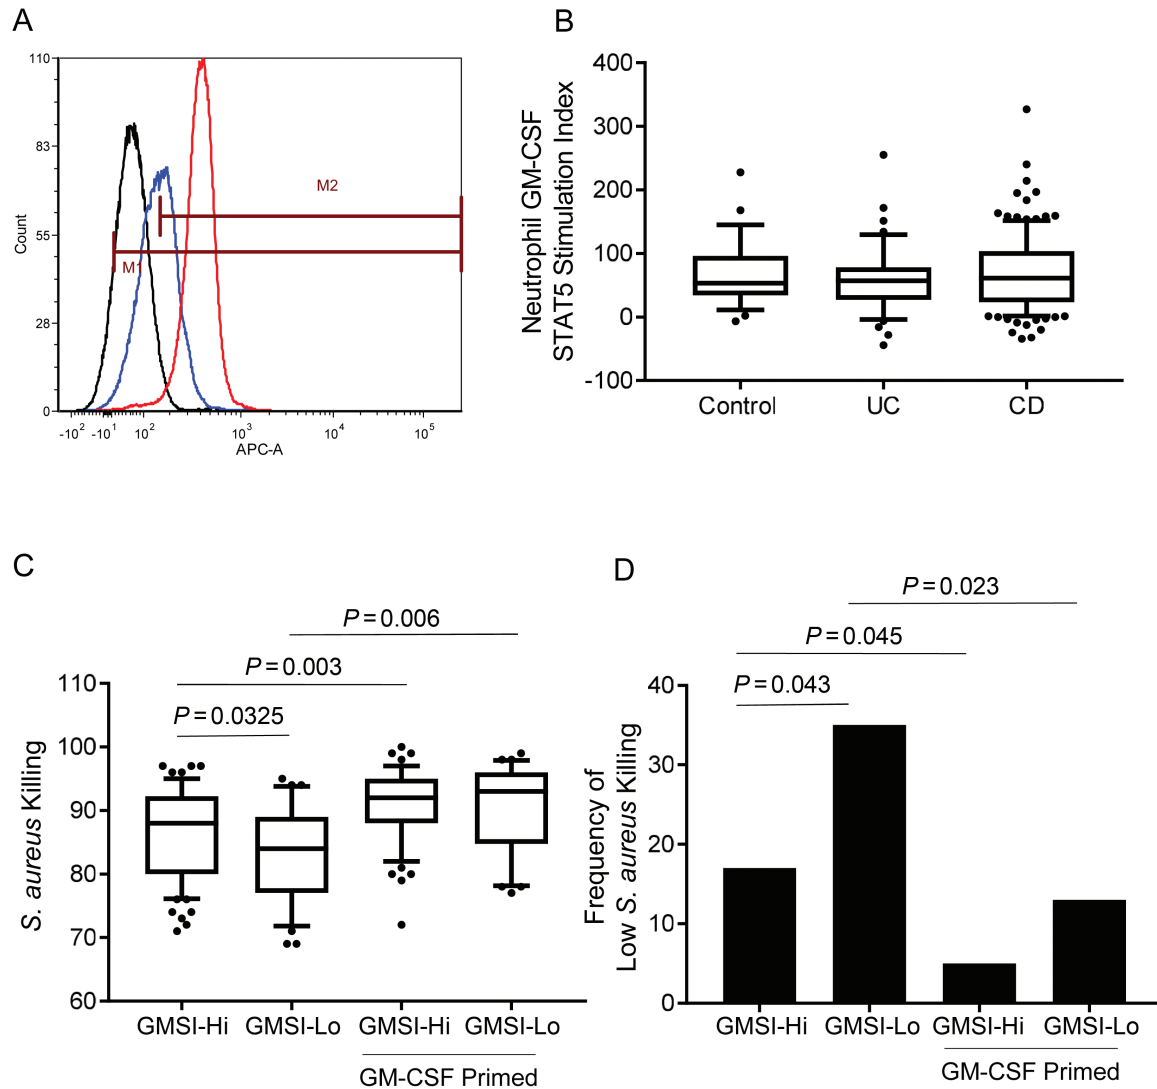 A
110
83
55
28
0
Count
M2
M1
-10² -10¹ 10² 10³ 10⁴ 10⁵
APC-A
B
Neutrophil GM-CSF
STAT5 Stimulation Index
400
300
200
100
0
-100
Control UC CD
C
P = 0.006
P = 0.003
P = 0.0325
S. aureus Killing
110
100
90
80
70
60
GMSI-Hi GMSI-Lo GMSI-Hi GMSI-Lo
GM-CSF Primed
D
P = 0.023
P = 0.045
P = 0.043
Frequency of
Low S. aureus Killing
40
30
20
10
0
GMSI-Hi GMSI-Lo GMSI-Hi GMSI-Lo
GM-CSF Primed